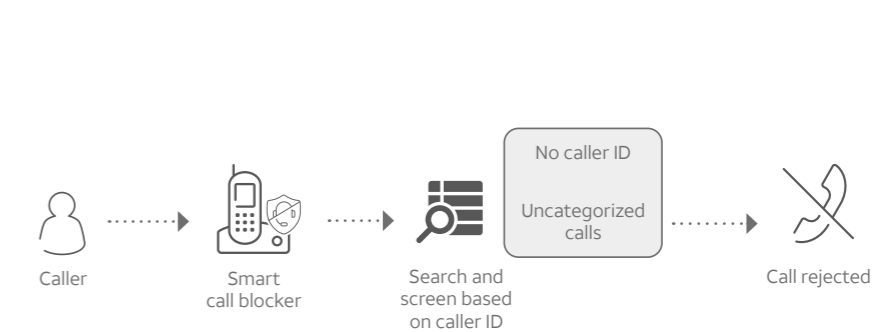 No caller ID
Uncategorized
calls
Caller
Smart
call blocker
Search and
screen based
on caller ID
Call rejected